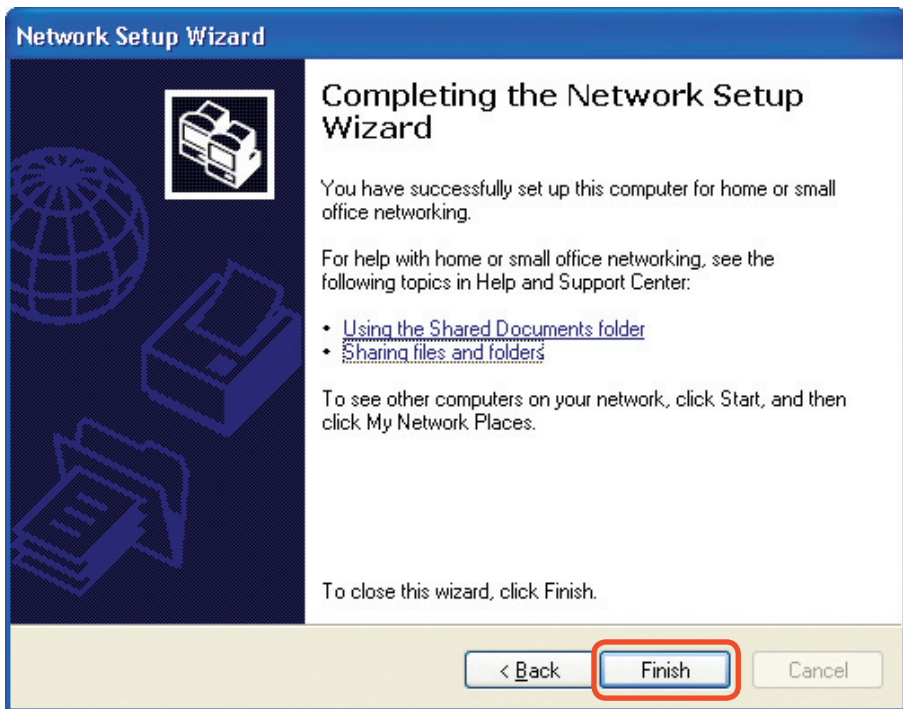 Network Setup Wizard
Completing the Network Setup
Wizard
You have successfully set up this computer for home or small
office networking.
For help with home or small office networking, see the
following topics in Help and Support Center:
• Using the Shared Documents folder
• Sharing files and folders
To see other computers on your network, click Start, and then
click My Network Places.
To close this wizard, click Finish.
< Back Finish Cancel